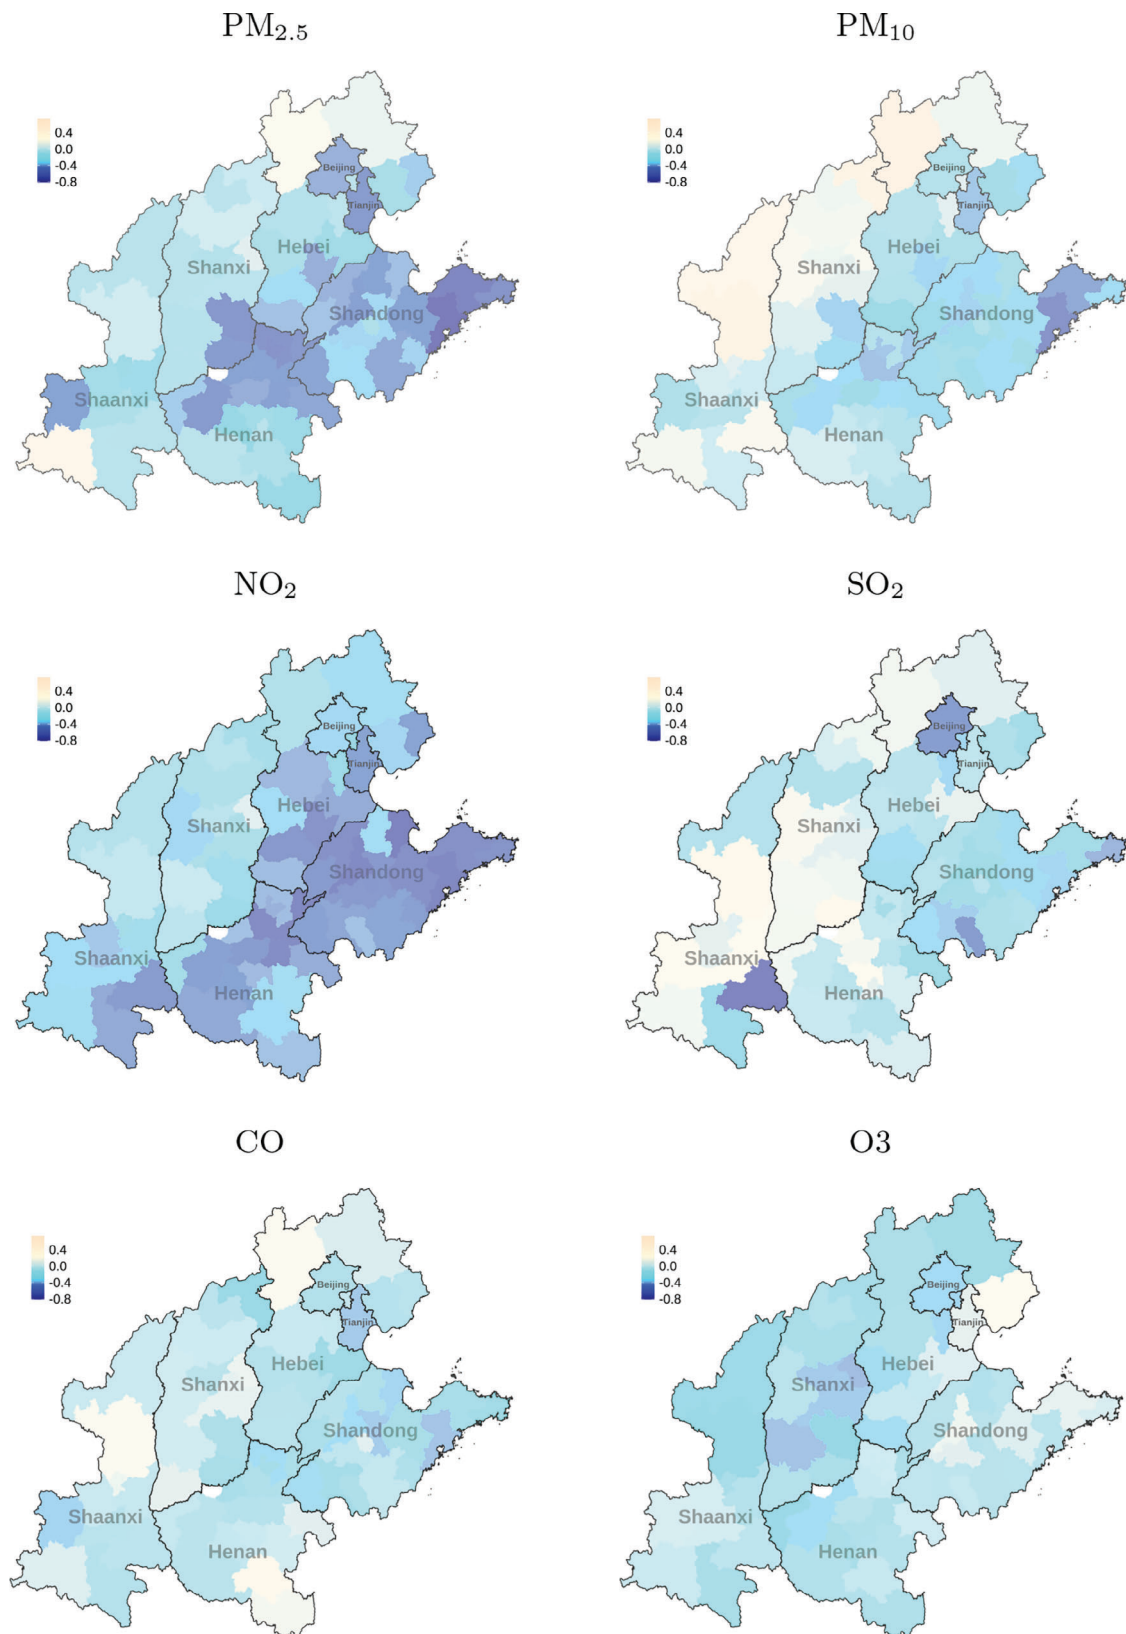 PM2.5
PM10
0.4
0.0
-0.4
-0.8
Beijing
Tianjin
Hebei
Shanxi
Shandong
Shaanxi
Henan
0.4
0.0
-0.4
-0.8
Beijing
Tianjin
Hebei
Shanxi
Shandong
Shaanxi
Henan
NO2
SO2
0.4
0.0
-0.4
-0.8
Beijing
Tianjin
Hebei
Shanxi
Shandong
Shaanxi
Henan
0.4
0.0
-0.4
-0.8
Beijing
Tianjin
Hebei
Shanxi
Shandong
Shaanxi
Henan
CO
O3
0.4
0.0
-0.4
-0.8
Beijing
Tianjin
Hebei
Shanxi
Shandong
Shaanxi
Henan
0.4
0.0
-0.4
-0.8
Beijing
Tianjin
Hebei
Shanxi
Shandong
Shaanxi
Henan